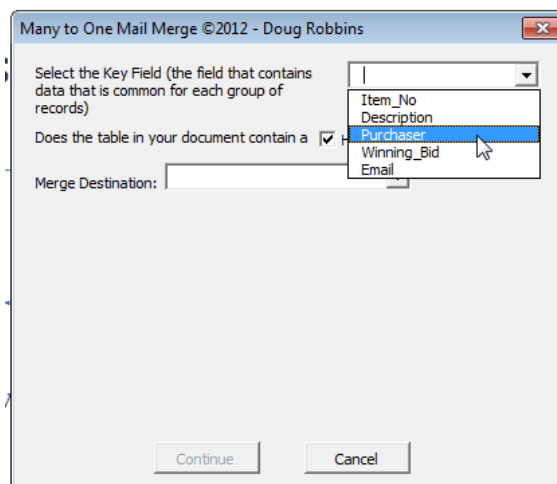 Many to One Mail Merge ©2012 - Doug Robbins
Select the Key Field (the field that contains
data that is common for each group of
records)
Item_No
Description
Purchaser
Winning_Bid
Email
Does the table in your document contain a
Merge Destination:
Continue
Cancel